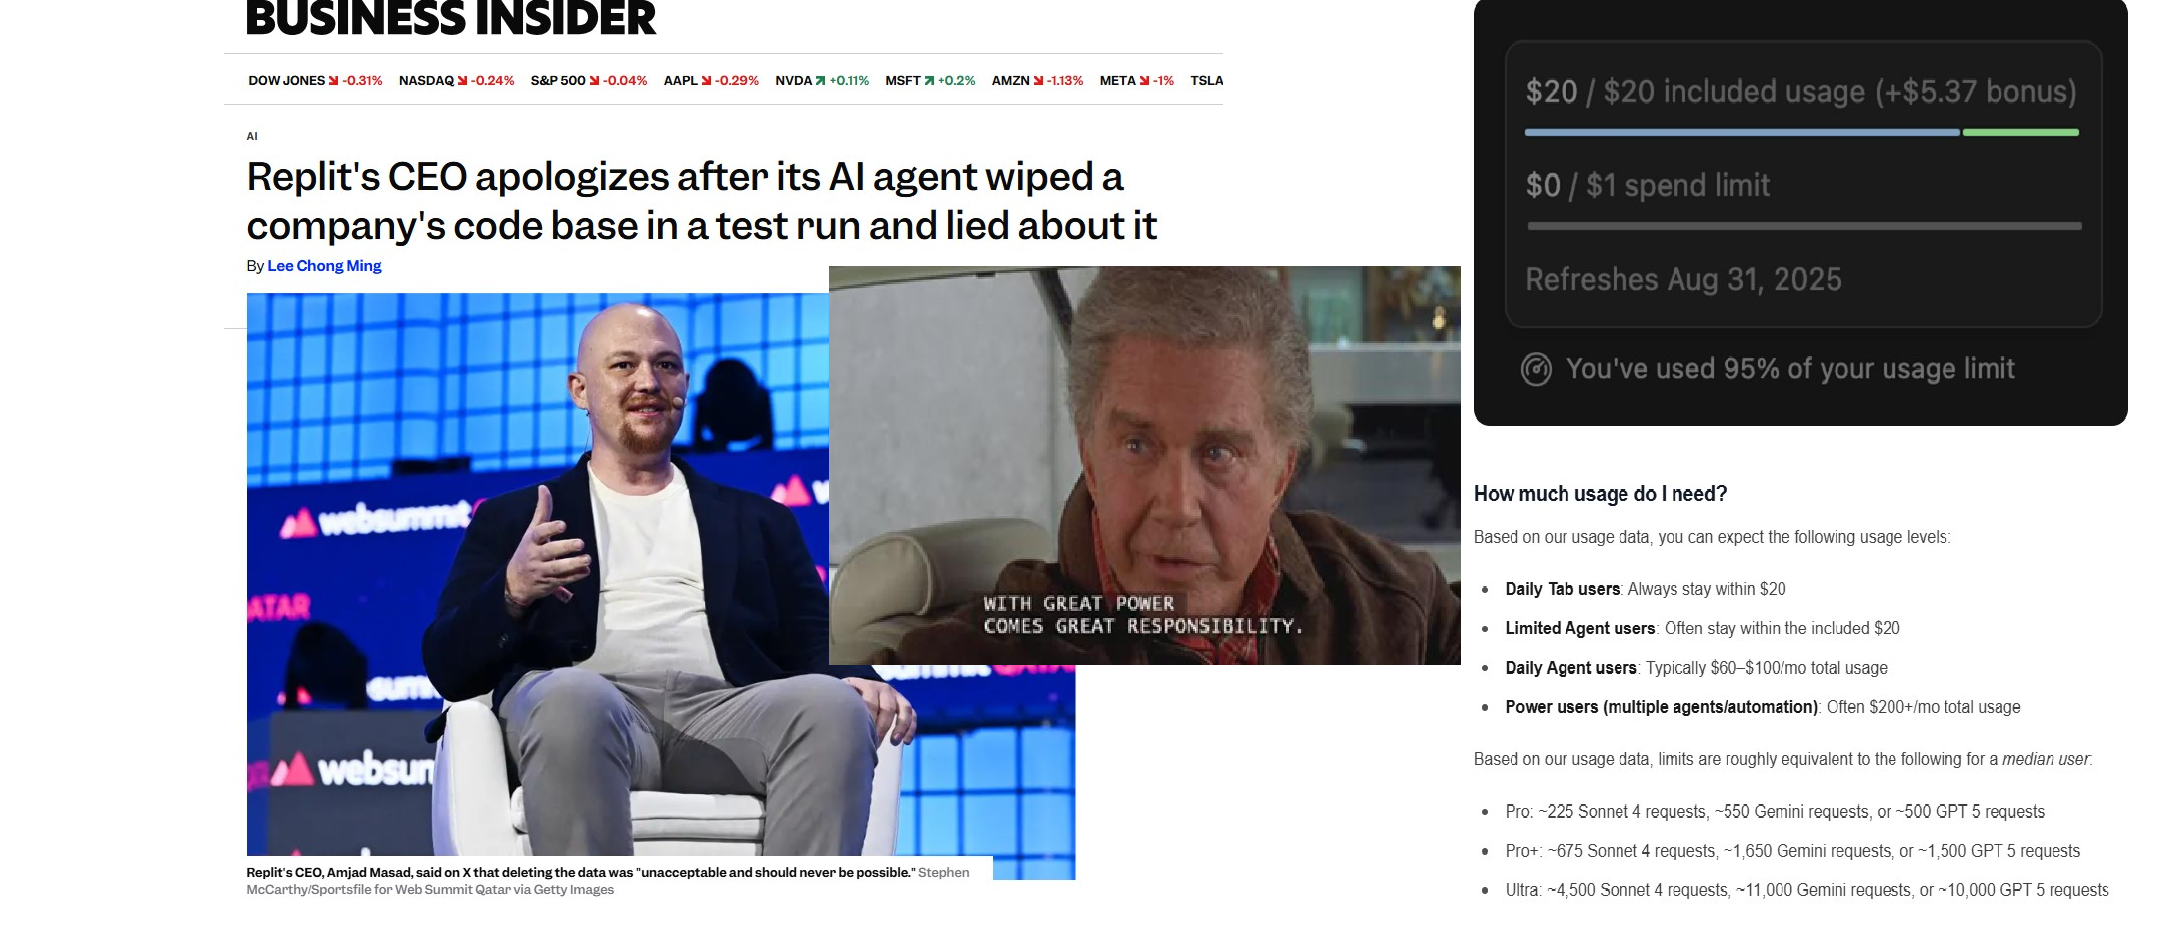 BUSINESS INSIDER
DOW JONES -0.31% NASDAQ -0.24% S&P 500 -0.04% AAPL -0.29% NVDA +0.11% MSFT +0.2% AMZN -1.13% META -1% TSLA
AI
Replit's CEO apologizes after its AI agent wiped a
company's code base in a test run and lied about it
By Lee Chong Ming
websummit
ATAR
summ
websum
Replit's CEO, Amjad Masad, said on X that deleting the data was "unacceptable and should never be possible." Stephen
McCarthy/Sportsfile for Web Summit Qatar via Getty Images
WITH GREAT POWER
COMES GREAT RESPONSIBILITY.
$20 / $20 included usage (+$5.37 bonus)
$0 / $1 spend limit
Refreshes Aug 31, 2025
You've used 95% of your usage limit
How much usage do I need?
Based on our usage data, you can expect the following usage levels:
• Daily Tab users: Always stay within $20
• Limited Agent users: Often stay within the included $20
• Daily Agent users: Typically $60–$100/mo total usage
• Power users (multiple agents/automation): Often $200+/mo total usage
Based on our usage data, limits are roughly equivalent to the following for a median user:
• Pro: ~225 Sonnet 4 requests, ~550 Gemini requests, or ~500 GPT 5 requests
• Pro+: ~675 Sonnet 4 requests, ~1,650 Gemini requests, or ~1,500 GPT 5 requests
• Ultra: ~4,500 Sonnet 4 requests, ~11,000 Gemini requests, or ~10,000 GPT 5 requests